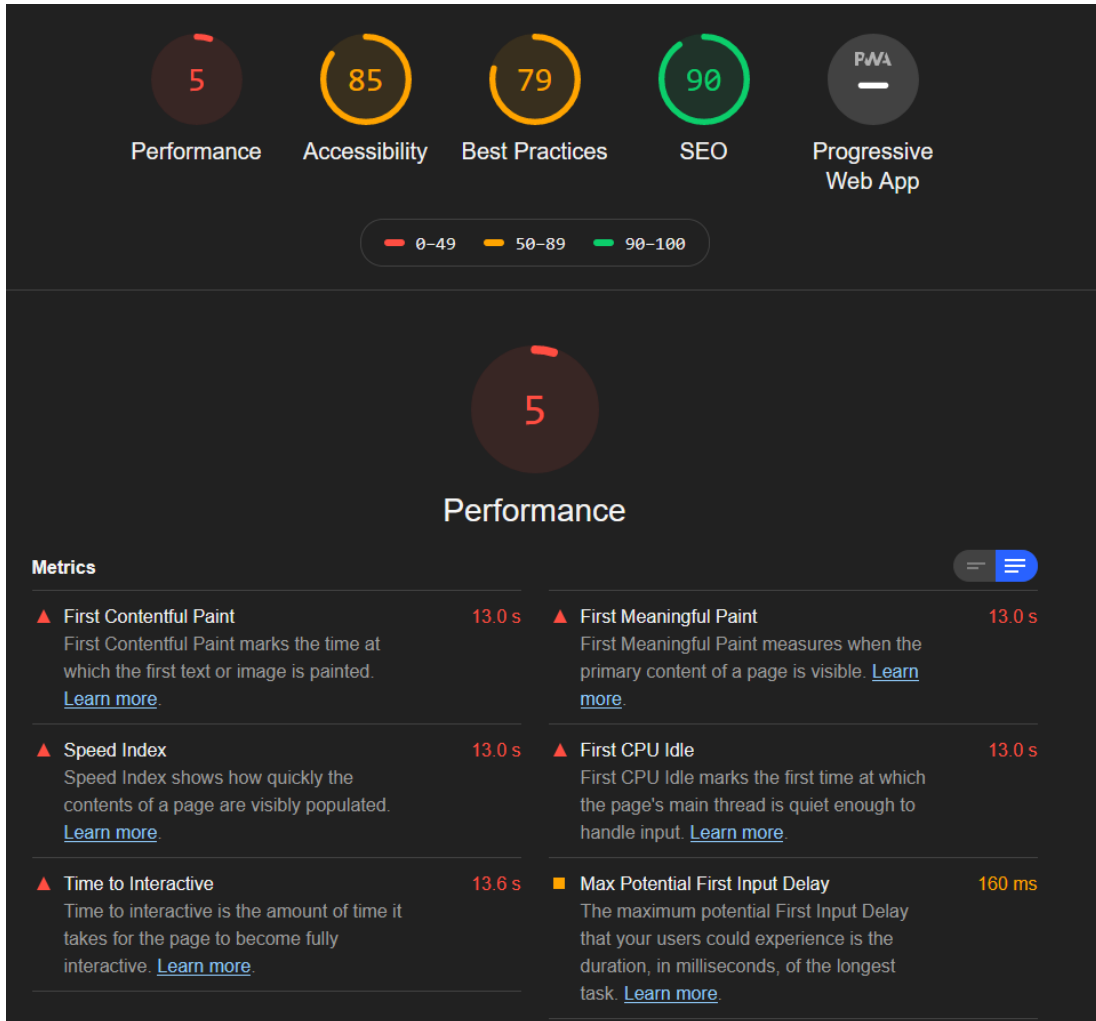 5
85
79
90
PWA
Performance
Accessibility
Best Practices
SEO
Progressive
Web App
0–49
50–89
90–100
5
Performance
Metrics
First Contentful Paint 13.0 s
First Contentful Paint marks the time at
which the first text or image is painted.
Learn more.
First Meaningful Paint 13.0 s
First Meaningful Paint measures when the
primary content of a page is visible. Learn
more.
Speed Index 13.0 s
Speed Index shows how quickly the
contents of a page are visibly populated.
Learn more.
First CPU Idle 13.0 s
First CPU Idle marks the first time at which
the page's main thread is quiet enough to
handle input. Learn more.
Time to Interactive 13.6 s
Time to interactive is the amount of time it
takes for the page to become fully
interactive. Learn more.
Max Potential First Input Delay 160 ms
The maximum potential First Input Delay
that your users could experience is the
duration, in milliseconds, of the longest
task. Learn more.